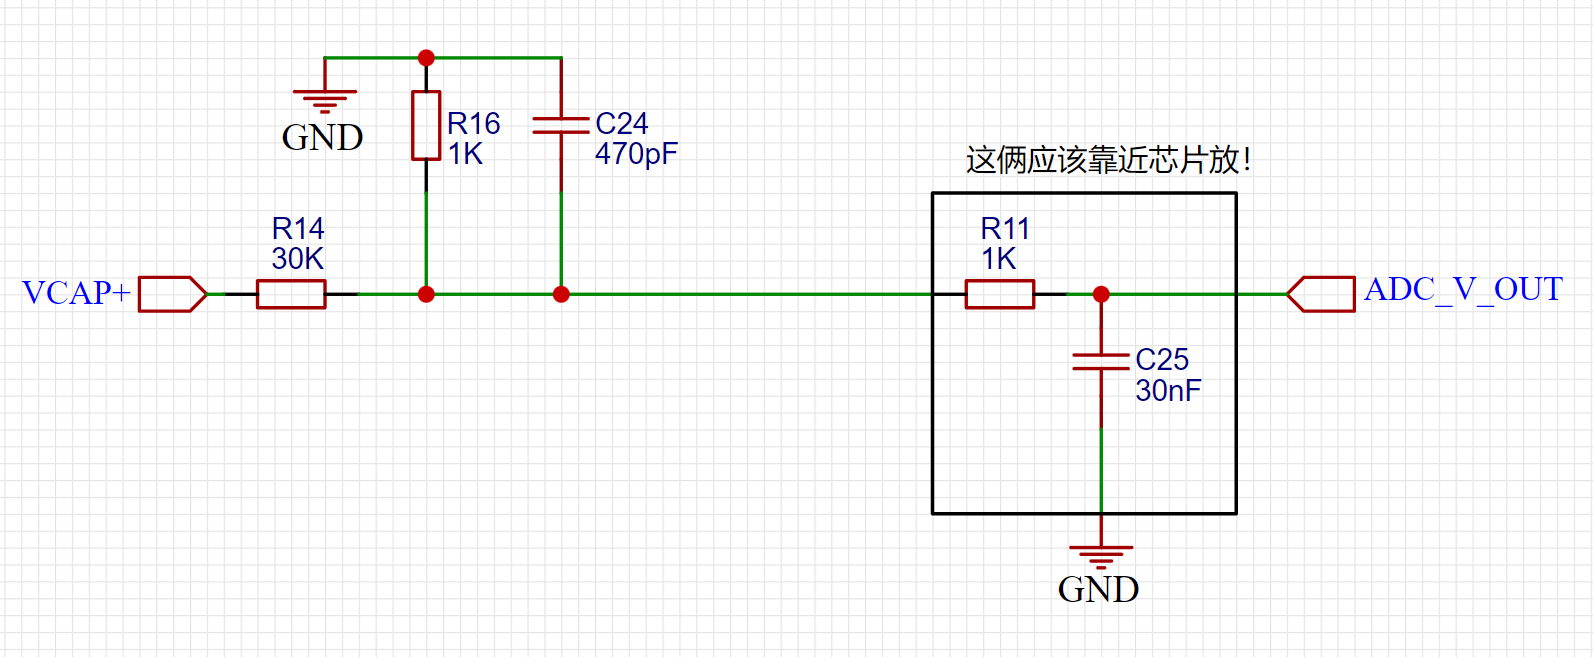 GND
R16
1K
C24
470pF
这俩应该靠近芯片放！
R14
30K
R11
1K
VCAP+
ADC_V_OUT
C25
30nF
GND